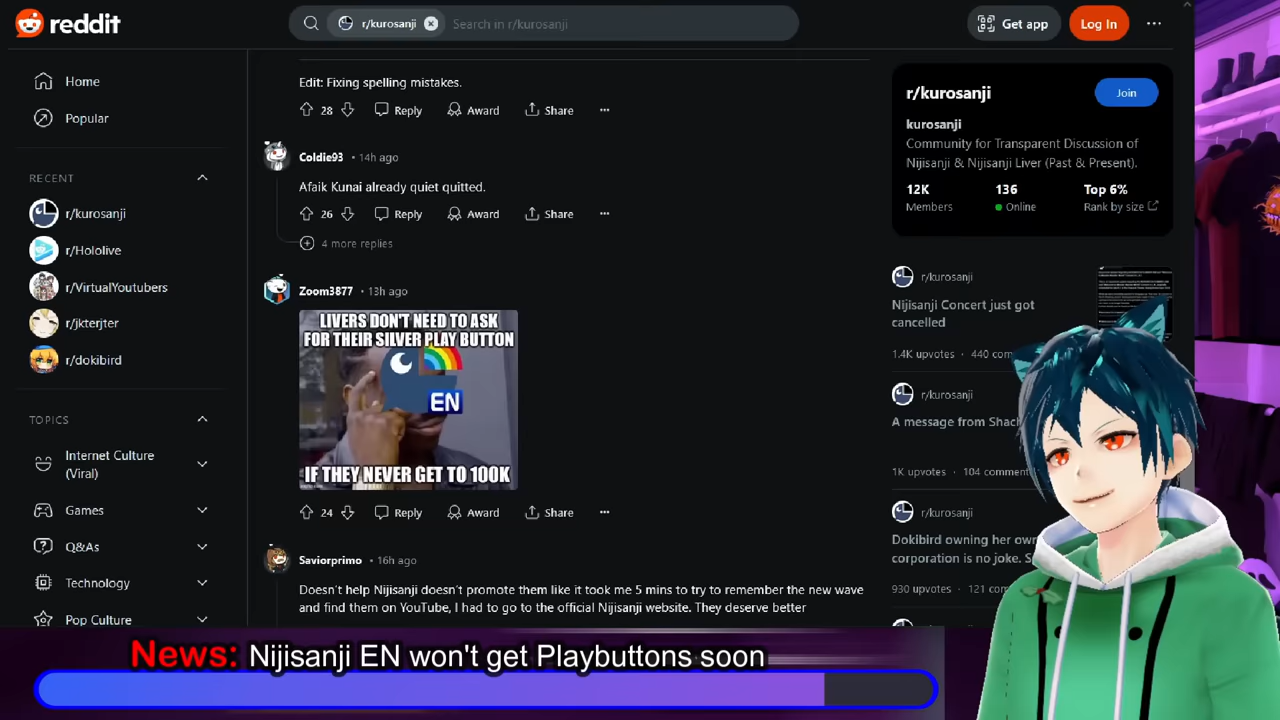 reddit
r/kurosanji
Search in r/kurosanji
Get app
Log In
Home
Popular
RECENT
r/kurosanji
r/Hololive
r/VirtualYoutubers
r/jkterjter
r/dokibird
TOPICS
Internet Culture
(Viral)
Games
Q&As
Technology
Pop Culture
Edit: Fixing spelling mistakes.
28 Reply Award Share
Coldie93 • 14h ago
Afaik Kunai already quiet quitted.
26 Reply Award Share
4 more replies
Zoom3877 • 13h ago
LIVERS DON'T NEED TO ASK
FOR THEIR SILVER PLAY BUTTON
EN
IF THEY NEVER GET TO 100K
24 Reply Award Share
Saviorprimo • 16h ago
Doesn't help Nijisanji doesn't promote them like it took me 5 mins to try to remember the new wave
and find them on YouTube, I had to go to the official Nijisanji website. They deserve better
r/kurosanji
Join
kurosanji
Community for Transparent Discussion of
Nijisanji & Nijisanji Liver (Past & Present).
12K 136 Top 6%
Members Online Rank by size
r/kurosanji
Nijisanji Concert just got
cancelled
1.4K upvotes • 440 com
r/kurosanji
A message from Shach
1K upvotes • 104 comment
r/kurosanji
Dokibird owning her own
corporation is no joke. S
930 upvotes • 121 com
News: Nijisanji EN won't get Playbuttons soon